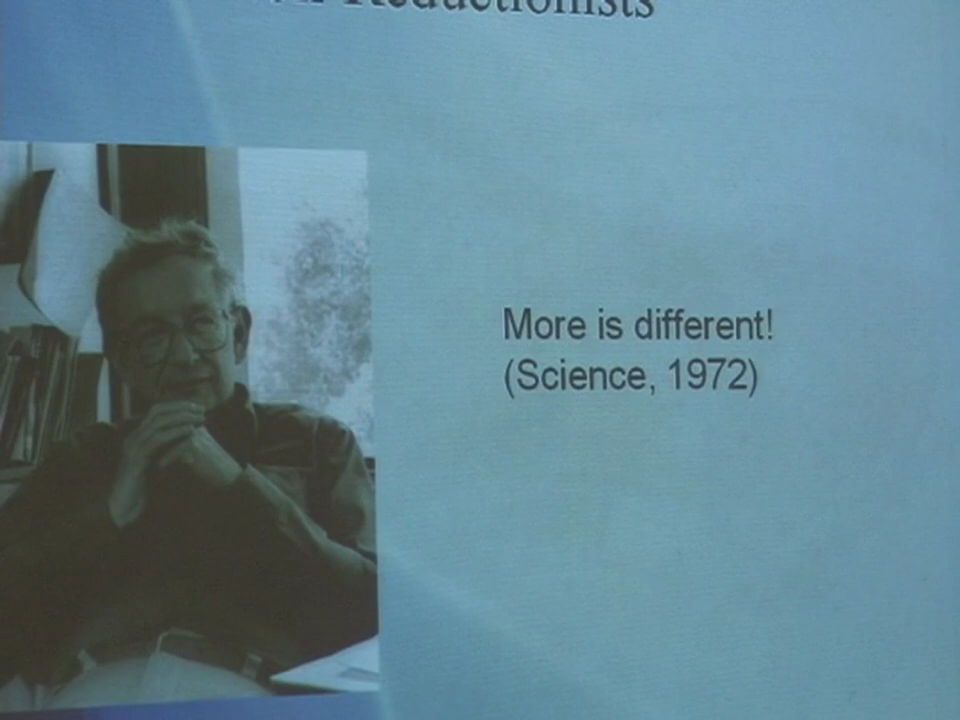 Reductionists
More is different!
(Science, 1972)